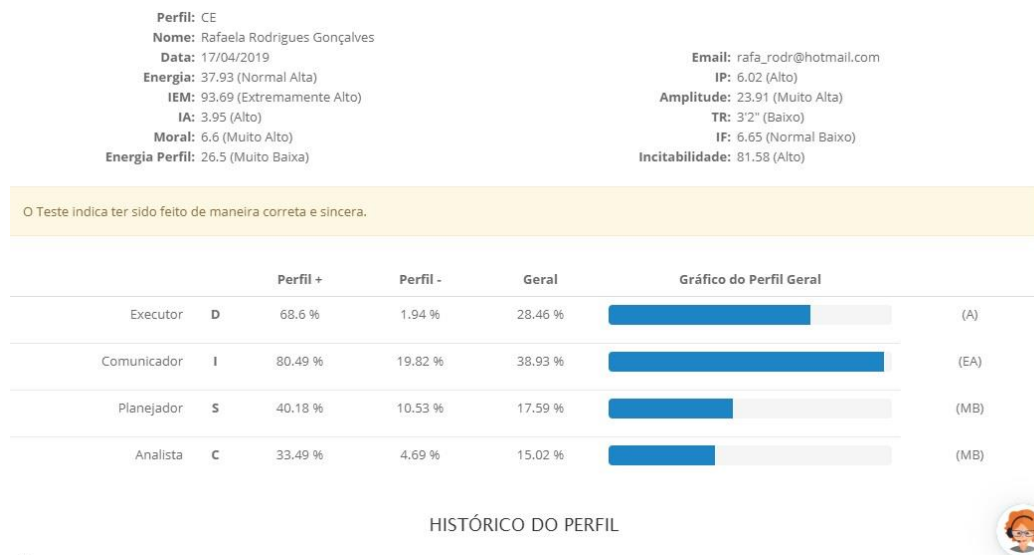 Perfil: CE
Nome: Rafaela Rodrigues Gonçalves
Data: 17/04/2019
Email: rafa_rodr@hotmail.com
Energia: 37.93 (Normal Alta)
IP: 6.02 (Alto)
IEM: 93.69 (Extremamente Alto)
Amplitude: 23.91 (Muito Alta)
IA: 3.95 (Alto)
TR: 3'2" (Baixo)
Moral: 6.6 (Muito Alto)
IF: 6.65 (Normal Baixo)
Energia Perfil: 26.5 (Muito Baixa)
Incitabilidade: 81.58 (Alto)
O Teste indica ter sido feito de maneira correta e sincera.
Perfil + Perfil - Geral Gráfico do Perfil Geral
Executor D 68.6 % 1.94 % 28.46 % (A)
Comunicador I 80.49 % 19.82 % 38.93 % (EA)
Planejador S 40.18 % 10.53 % 17.59 % (MB)
Analista C 33.49 % 4.69 % 15.02 % (MB)
HISTÓRICO DO PERFIL